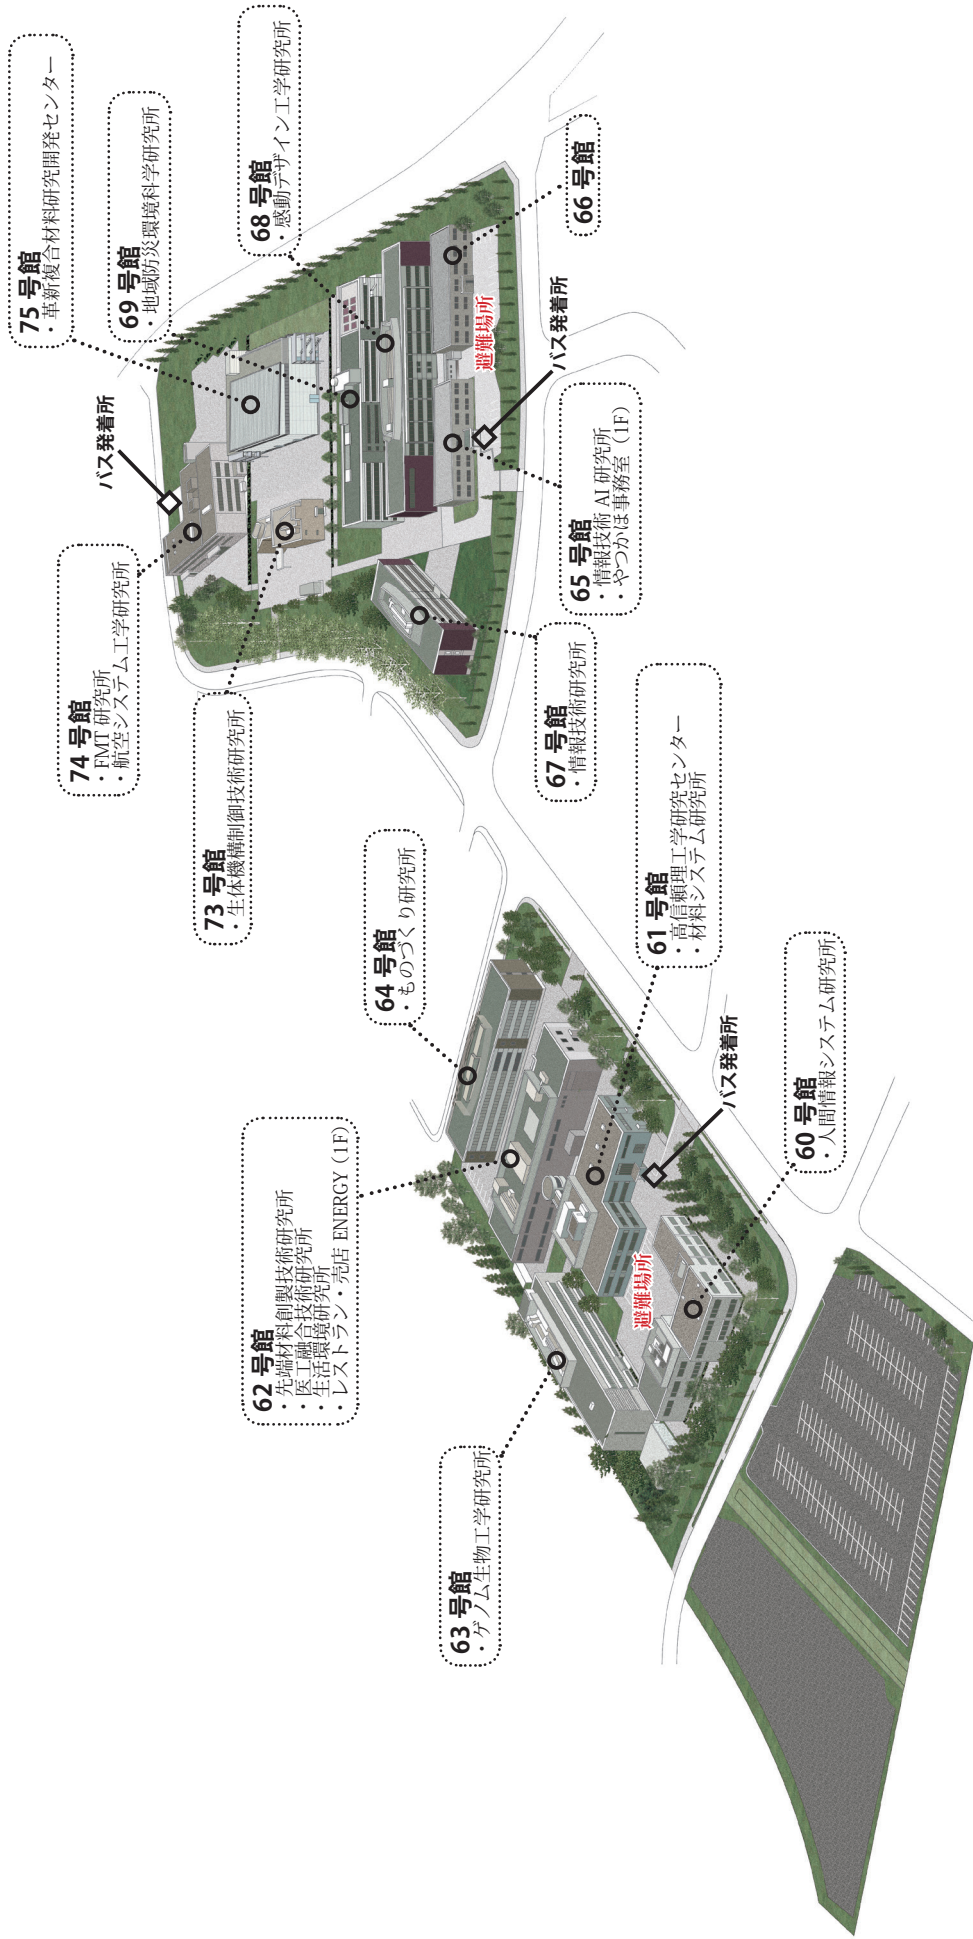 75 号館
・革新複合材料研究開発センター
69 号館
・地域防災環境科学研究所
68 号館
・感動デザイン工学研究所
66 号館
バス発着所
74 号館
・FMT 研究所
・航空システム工学研究所
73 号館
・生体機構制御技術研究所
避難場所
バス発着所
65 号館
・情報技術 AI 研究所
・やつかほ事務室（1F）
67 号館
・情報技術研究所
64 号館
・ものづくり研究所
62 号館
・先端材料創製技術研究所
・医工融合技術研究所
・生活環境研究所
・レストラン・売店 ENERGY（1F）
61 号館
・高信頼理工学研究センター
・材料システム研究所
63 号館
・ゲノム生物工学研究所
避難場所
バス発着所
60 号館
・人間情報システム研究所